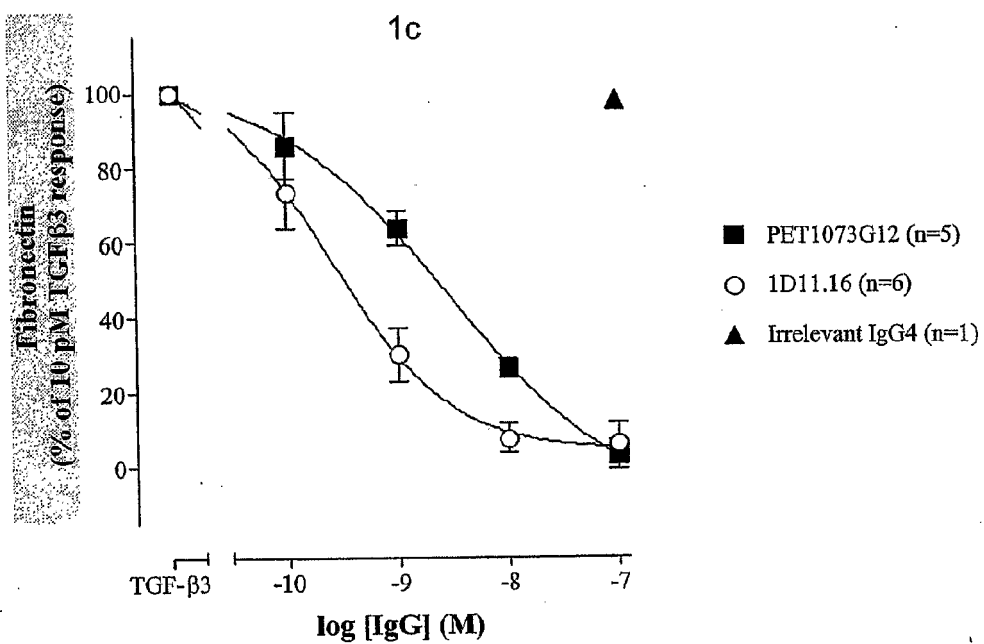 1c
Fibronectin
(% of 10 pM TGFβ3 response)
100
80
60
40
20
0
PET1073G12 (n=5)
1D11.16 (n=6)
Irrelevant IgG4 (n=1)
TGF-β3
-10
-9
-8
-7
log [IgG] (M)